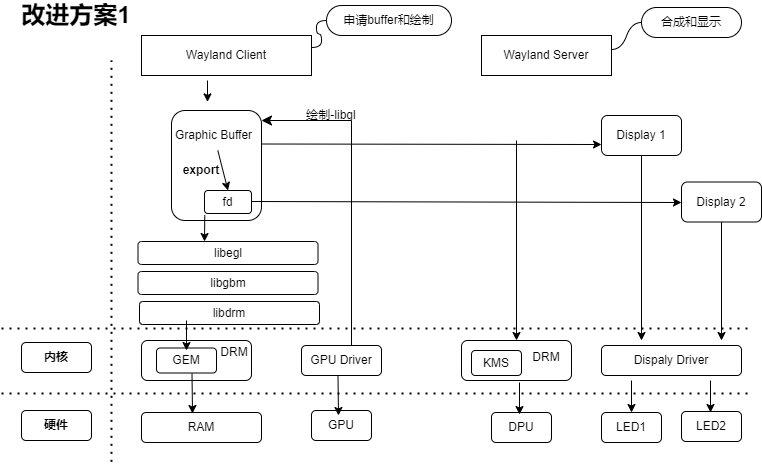 改进方案1
申请buffer和绘制
合成和显示
Wayland Client
Wayland Server
绘制-libgl
Graphic Buffer
Display 1
export
fd
Display 2
libegl
libgbm
libdrm
内核
GEM
DRM
GPU Driver
KMS
DRM
Dispaly Driver
硬件
RAM
GPU
DPU
LED1
LED2